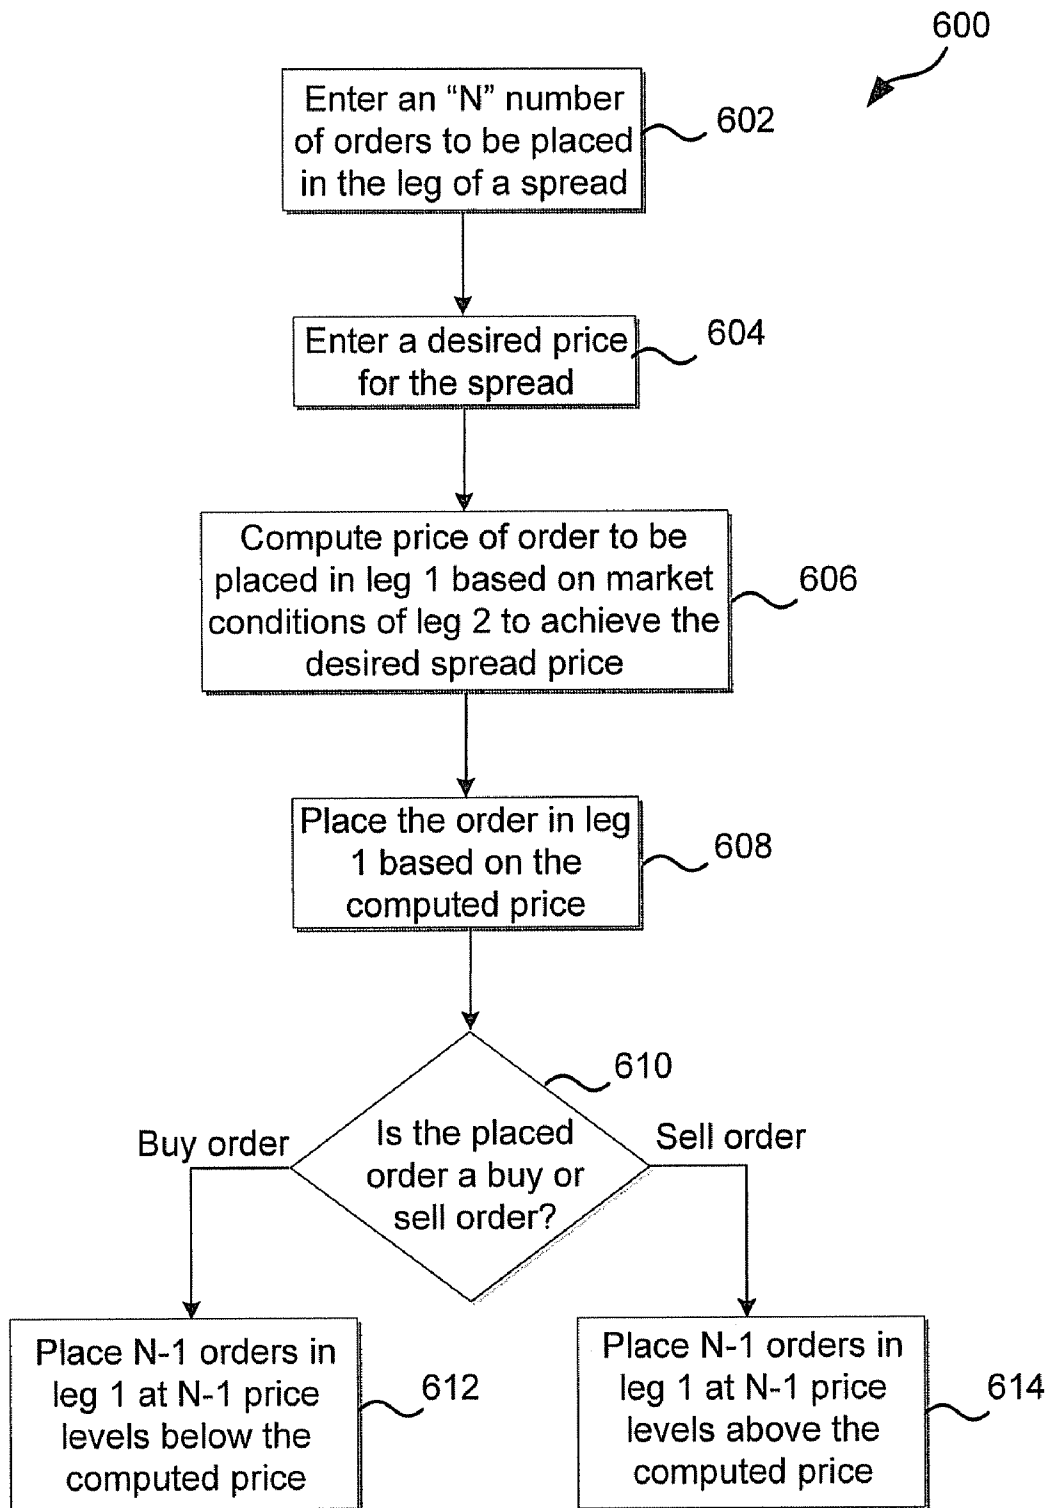 600
Enter an “N” number
of orders to be placed
in the leg of a spread
602
Enter a desired price
for the spread
604
Compute price of order to be
placed in leg 1 based on market
conditions of leg 2 to achieve the
desired spread price
606
Place the order in leg
1 based on the
computed price
608
610
Is the placed
order a buy or
sell order?
Buy order
Sell order
Place N-1 orders in
leg 1 at N-1 price
levels below the
computed price
612
Place N-1 orders in
leg 1 at N-1 price
levels above the
computed price
614